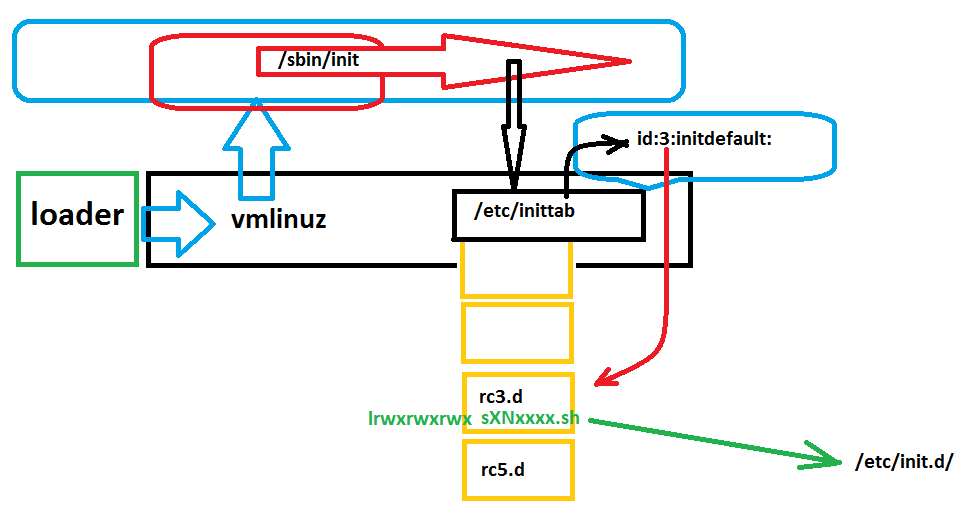 /sbin/init
id:3:initdefault:
loader
vmlinuz
/etc/inittab
rc3.d
lrwxrwxrwx sXNxxxx.sh
/etc/init.d/
rc5.d